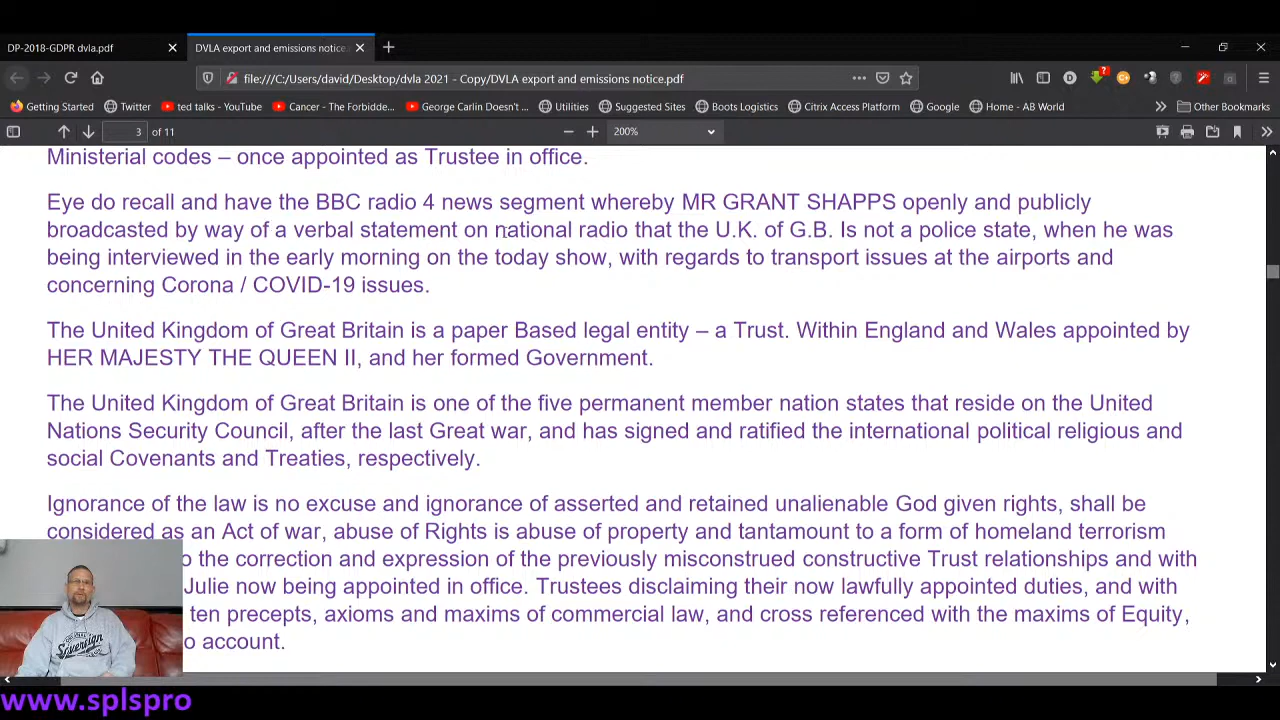 DP-2018-GDPR dvla.pdf
DVLA export and emissions notice.
file:///C:/Users/david/Desktop/dvla 2021 - Copy/DVLA export and emissions notice.pdf
Getting Started Twitter ted talks - YouTube Cancer - The Forbidde... George Carlin Doesn't ... Utilities Suggested Sites Boots Logistics Citrix Access Platform Google Home - AB World Other Bookmarks
3 of 11 200%
Ministerial codes – once appointed as Trustee in office.
Eye do recall and have the BBC radio 4 news segment whereby MR GRANT SHAPPS openly and publicly
broadcasted by way of a verbal statement on national radio that the U.K. of G.B. Is not a police state, when he was
being interviewed in the early morning on the today show, with regards to transport issues at the airports and
concerning Corona / COVID-19 issues.
The United Kingdom of Great Britain is a paper Based legal entity – a Trust. Within England and Wales appointed by
HER MAJESTY THE QUEEN II, and her formed Government.
The United Kingdom of Great Britain is one of the five permanent member nation states that reside on the United
Nations Security Council, after the last Great war, and has signed and ratified the international political religious and
social Covenants and Treaties, respectively.
Ignorance of the law is no excuse and ignorance of asserted and retained unalienable God given rights, shall be
considered as an Act of war, abuse of Rights is abuse of property and tantamount to a form of homeland terrorism
the correction and expression of the previously misconstrued constructive Trust relationships and with
Julie now being appointed in office. Trustees disclaiming their now lawfully appointed duties, and with
ten precepts, axioms and maxims of commercial law, and cross referenced with the maxims of Equity,
account.
Sovereign
www.splspro